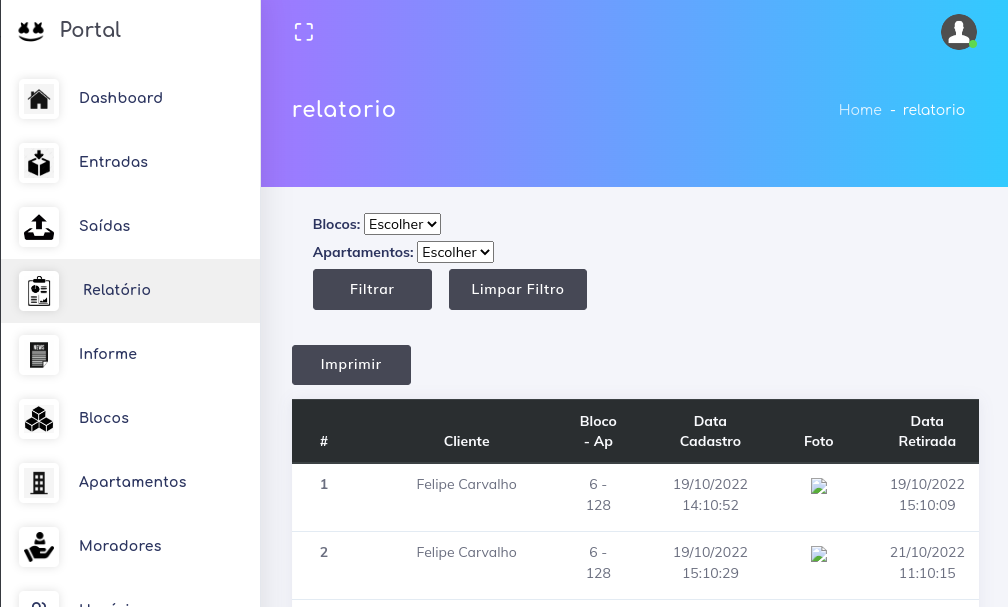 Portal
Dashboard
Entradas
Saídas
Relatório
Informe
NEWS
Blocos
Apartamentos
Moradores
relatorio
Home - relatorio
Blocos: Escolher
Apartamentos: Escolher
Filtrar Limpar Filtro
Imprimir
Bloco Data Data
# Cliente - Ap Cadastro Foto Retirada
1 Felipe Carvalho 6 - 19/10/2022 19/10/2022
128 14:10:52 15:10:09
2 Felipe Carvalho 6 - 19/10/2022 21/10/2022
128 15:10:29 11:10:15